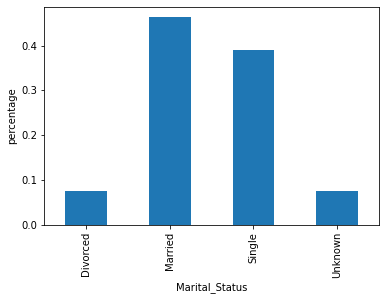 0.4
0.3
0.2
0.1
0.0
percentage
Divorced
Married
Single
Unknown
Marital_Status